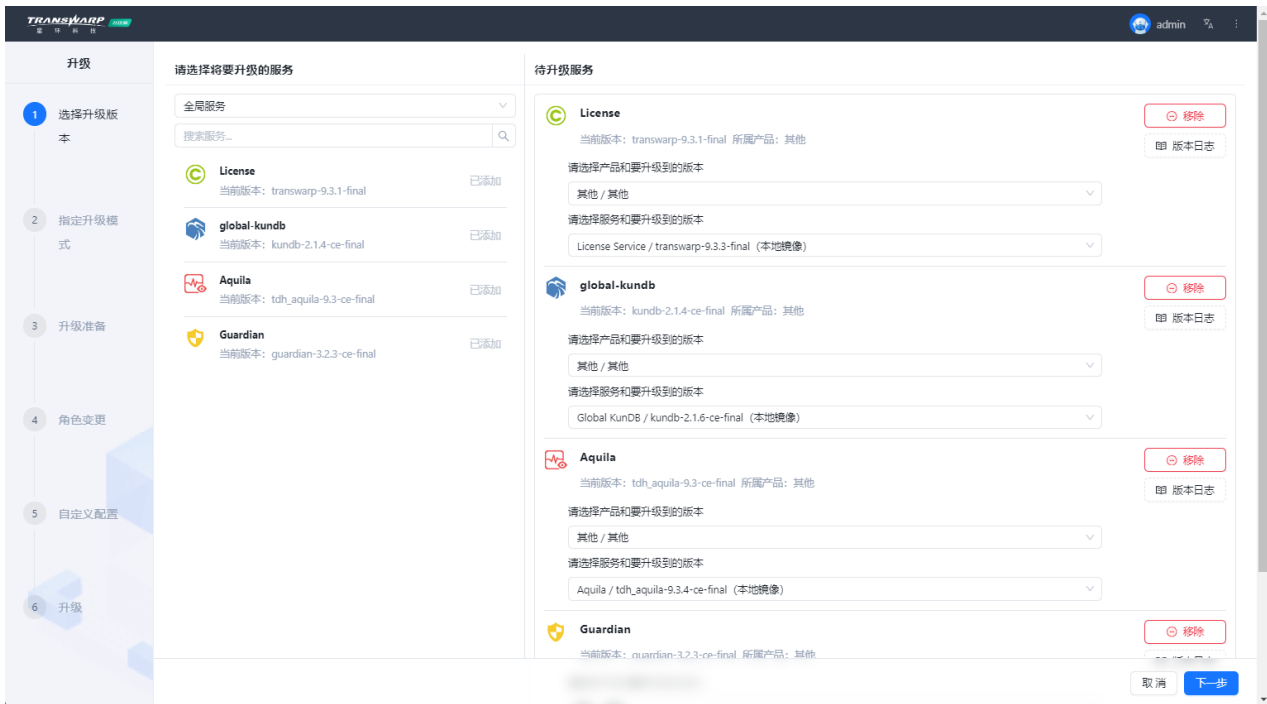 TRANSWARP
星环科技
admin
升级
1 选择升级版本
2 指定升级模式
3 升级准备
4 角色变更
5 自定义配置
6 升级
请选择将要升级的服务
全局服务
搜索服务...
License
当前版本：transwarp-9.3.1-final
已添加
global-kundb
当前版本：kundb-2.1.4-ce-final
已添加
Aquila
当前版本：tdh_aquila-9.3-ce-final
已添加
Guardian
当前版本：guardian-3.2.3-ce-final
已添加
待升级服务
License
移除
当前版本：transwarp-9.3.1-final 所属产品：其他
版本日志
请选择产品和要升级到的版本
其他 / 其他
请选择服务和要升级到的版本
License Service / transwarp-9.3.3-final（本地镜像）
global-kundb
移除
当前版本：kundb-2.1.4-ce-final 所属产品：其他
版本日志
请选择产品和要升级到的版本
其他 / 其他
请选择服务和要升级到的版本
Global KunDB / kundb-2.1.6-ce-final（本地镜像）
Aquila
移除
当前版本：tdh_aquila-9.3-ce-final 所属产品：其他
版本日志
请选择产品和要升级到的版本
其他 / 其他
请选择服务和要升级到的版本
Aquila / tdh_aquila-9.3.4-ce-final（本地镜像）
Guardian
移除
当前版本：guardian-3.2.3-ce-final 所属产品：其他
取消
下一步